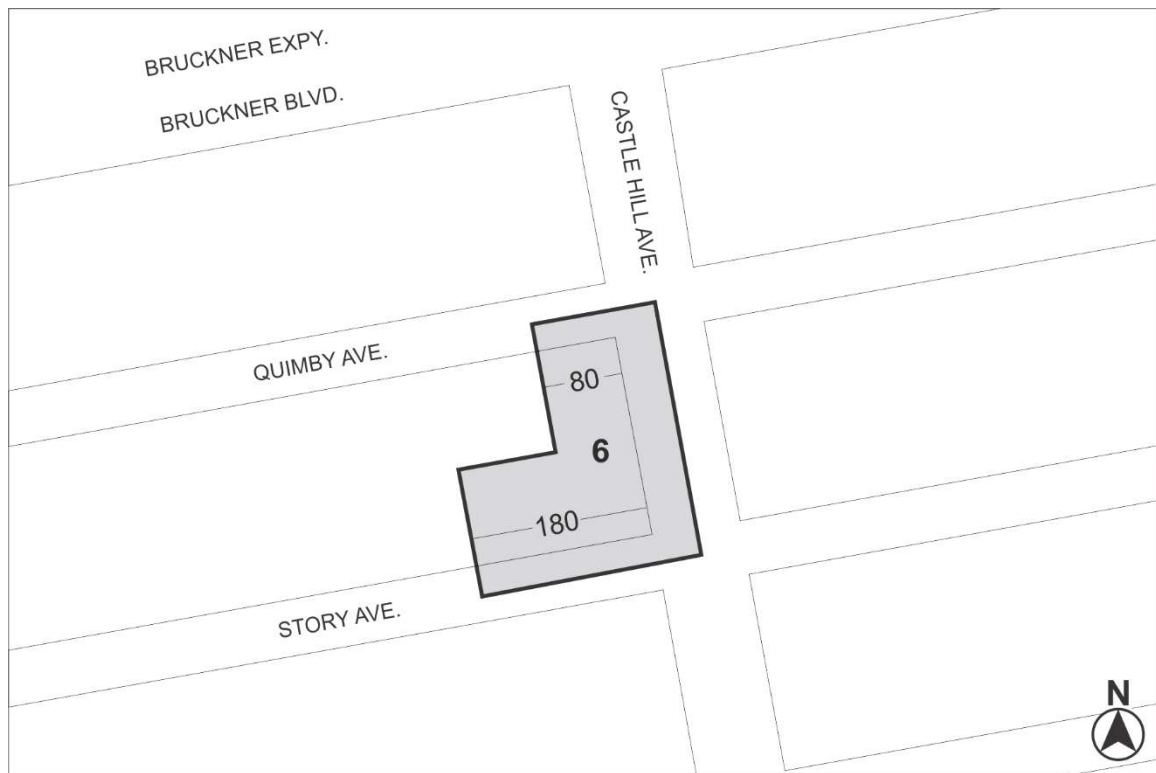 BRUCKNER EXPY.
BRUCKNER BLVD.
CASTLE HILL AVE.
QUIMBY AVE.
80
6
180
STORY AVE.
N